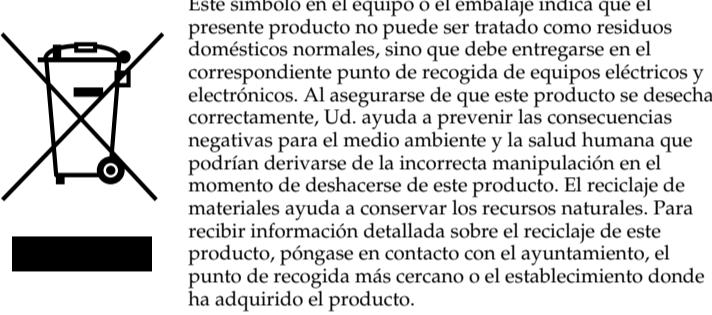 Este símbolo en el equipo o el embalaje indica que el
presente producto no puede ser tratado como residuos
domésticos normales, sino que debe entregarse en el
correspondiente punto de recogida de equipos eléctricos y
electrónicos. Al asegurarse de que este producto se desecha
correctamente, Ud. ayuda a prevenir las consecuencias
negativas para el medio ambiente y la salud humana que
podrían derivarse de la incorrecta manipulación en el
momento de deshacerse de este producto. El reciclaje de
materiales ayuda a conservar los recursos naturales. Para
recibir información detallada sobre el reciclaje de este
producto, póngase en contacto con el ayuntamiento, el
punto de recogida más cercano o el establecimiento donde
ha adquirido el producto.